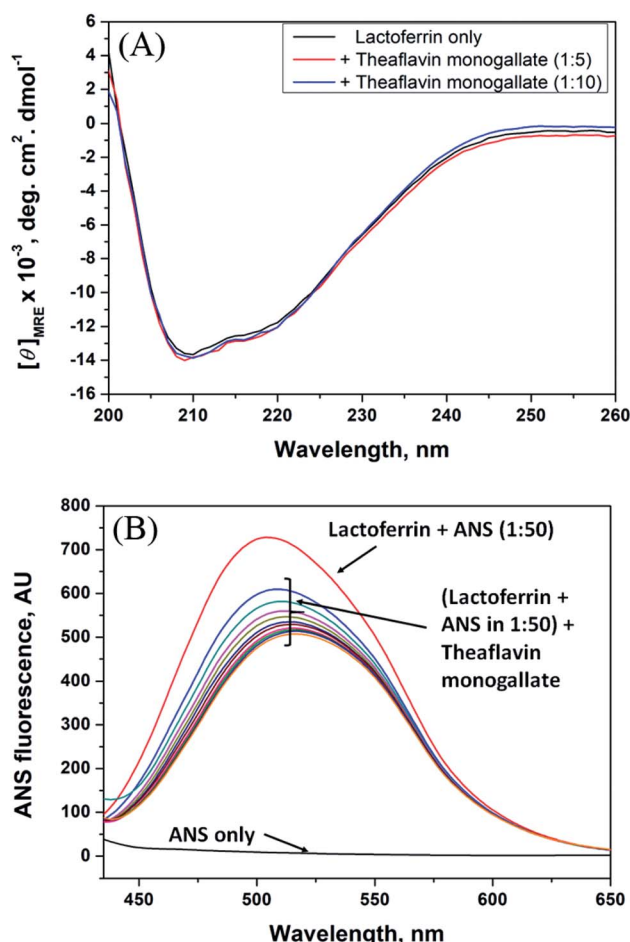 (A)
Lactoferrin only
+ Theaflavin monogallate (1:5)
+ Theaflavin monogallate (1:10)
[θ]MRE x 10-3, deg. cm2. dmol-1
4
2
0
-2
-4
-6
-8
-10
-12
-14
-16
200 210 220 230 240 250 260
Wavelength, nm
(B)
ANS fluorescence, AU
800
700
600
500
400
300
200
100
0
Lactoferrin + ANS (1:50)
(Lactoferrin +
ANS in 1:50) +
Theaflavin
monogallate
ANS only
450 500 550 600 650
Wavelength, nm